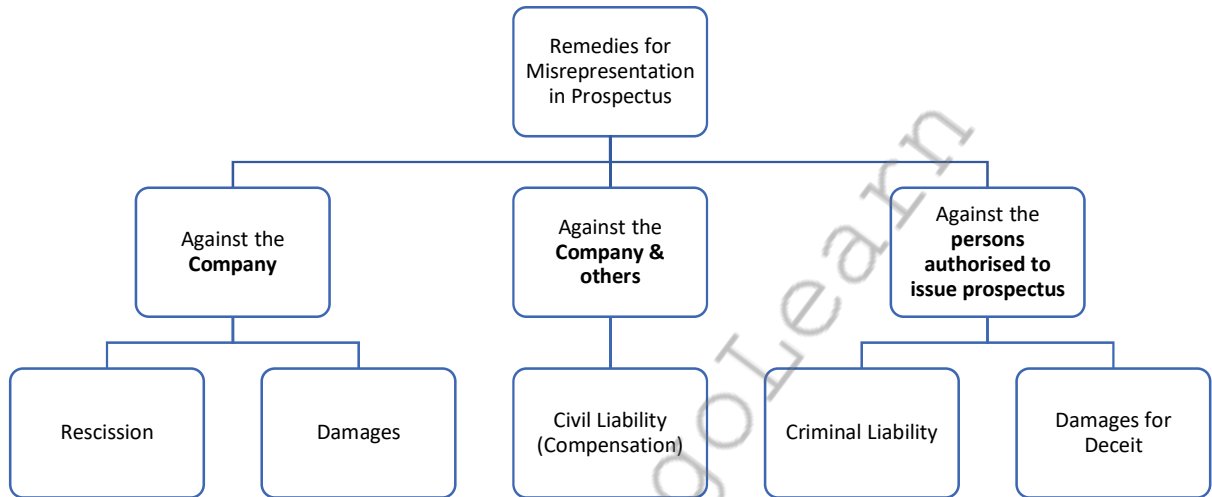 Remedies for
Misrepresentation
in Prospectus
Against the
Company
Against the
Company &
others
Against the
persons
authorised to
issue prospectus
Rescission
Damages
Civil Liability
(Compensation)
Criminal Liability
Damages for
Deceit
goLearn